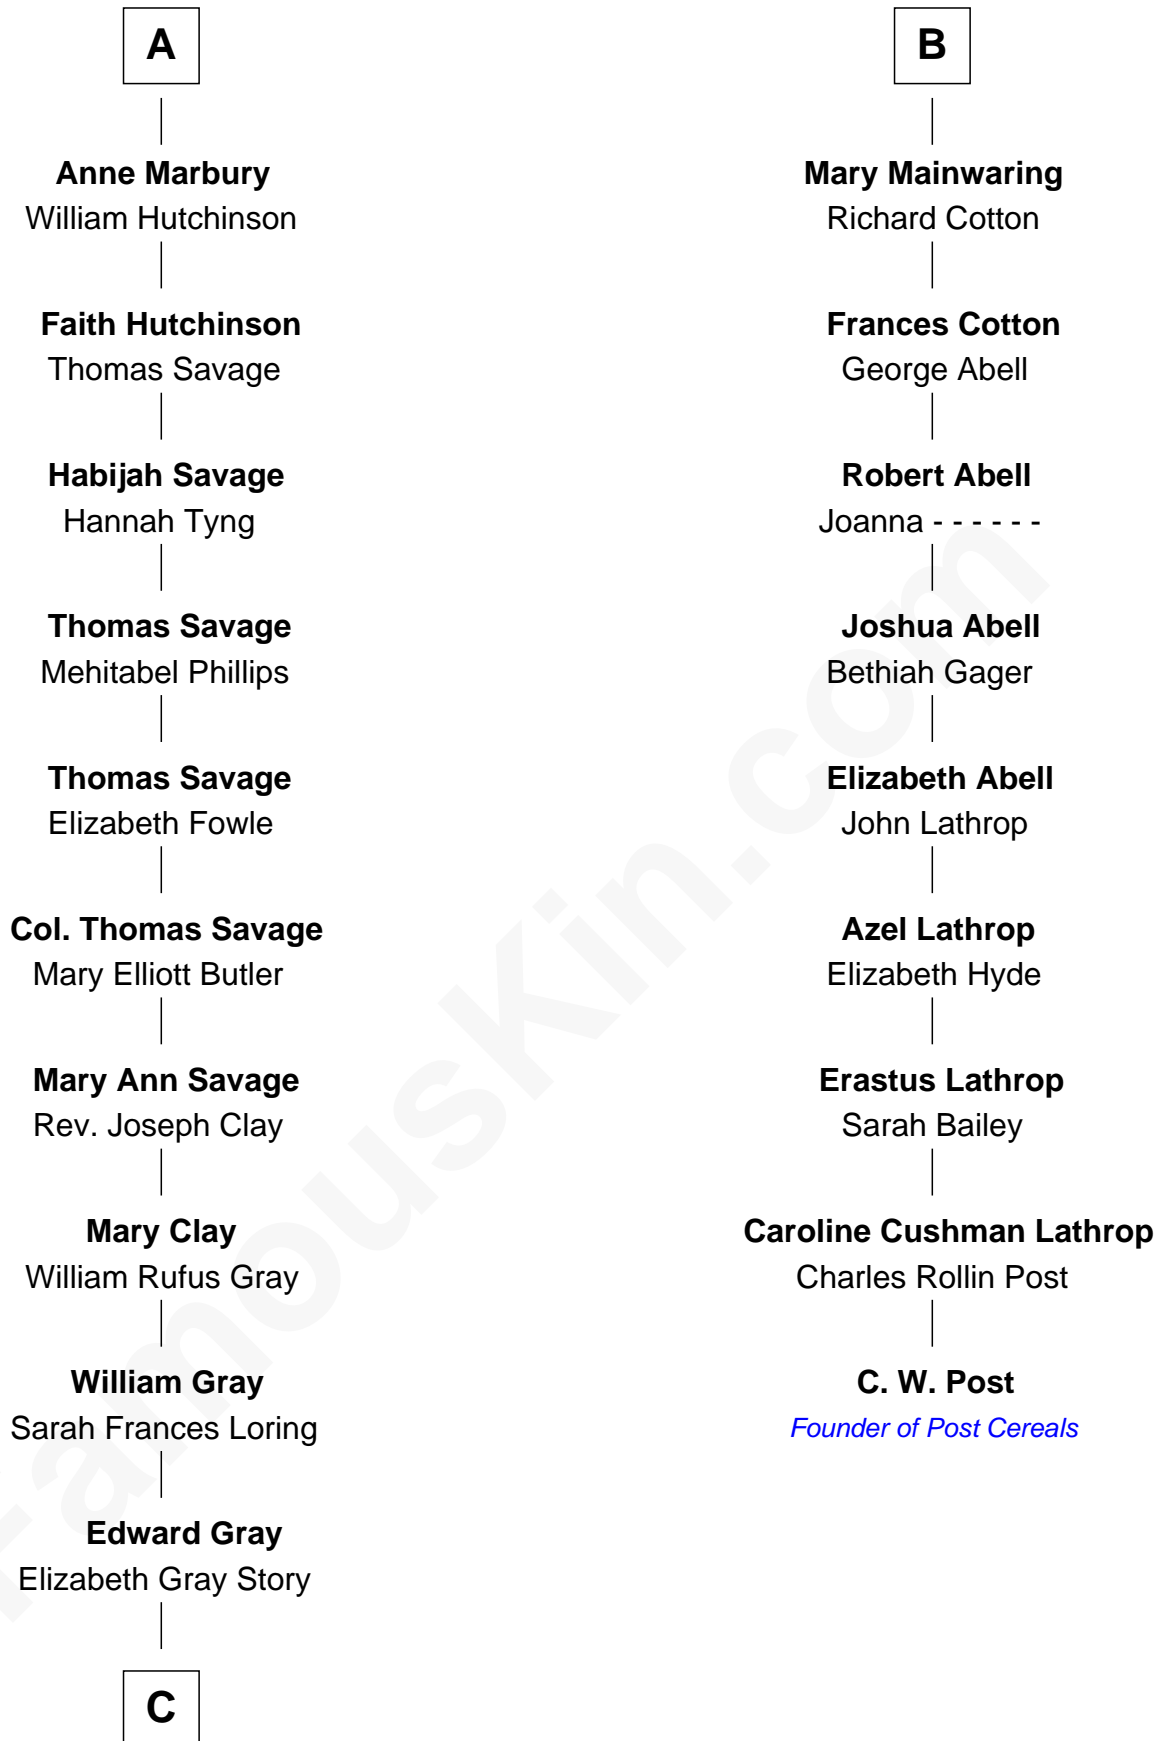 A
Anne Marbury
William Hutchinson
Faith Hutchinson
Thomas Savage
Habijah Savage
Hannah Tyng
Thomas Savage
Mehitabel Phillips
Thomas Savage
Elizabeth Fowle
Col. Thomas Savage
Mary Elliott Butler
Mary Ann Savage
Rev. Joseph Clay
Mary Clay
William Rufus Gray
William Gray
Sarah Frances Loring
Edward Gray
Elizabeth Gray Story
C
B
Mary Mainwaring
Richard Cotton
Frances Cotton
George Abell
Robert Abell
Joanna - - - - - -
Joshua Abell
Bethiah Gager
Elizabeth Abell
John Lathrop
Azel Lathrop
Elizabeth Hyde
Erastus Lathrop
Sarah Bailey
Caroline Cushman Lathrop
Charles Rollin Post
C. W. Post
Founder of Post Cereals
FamousKin.com